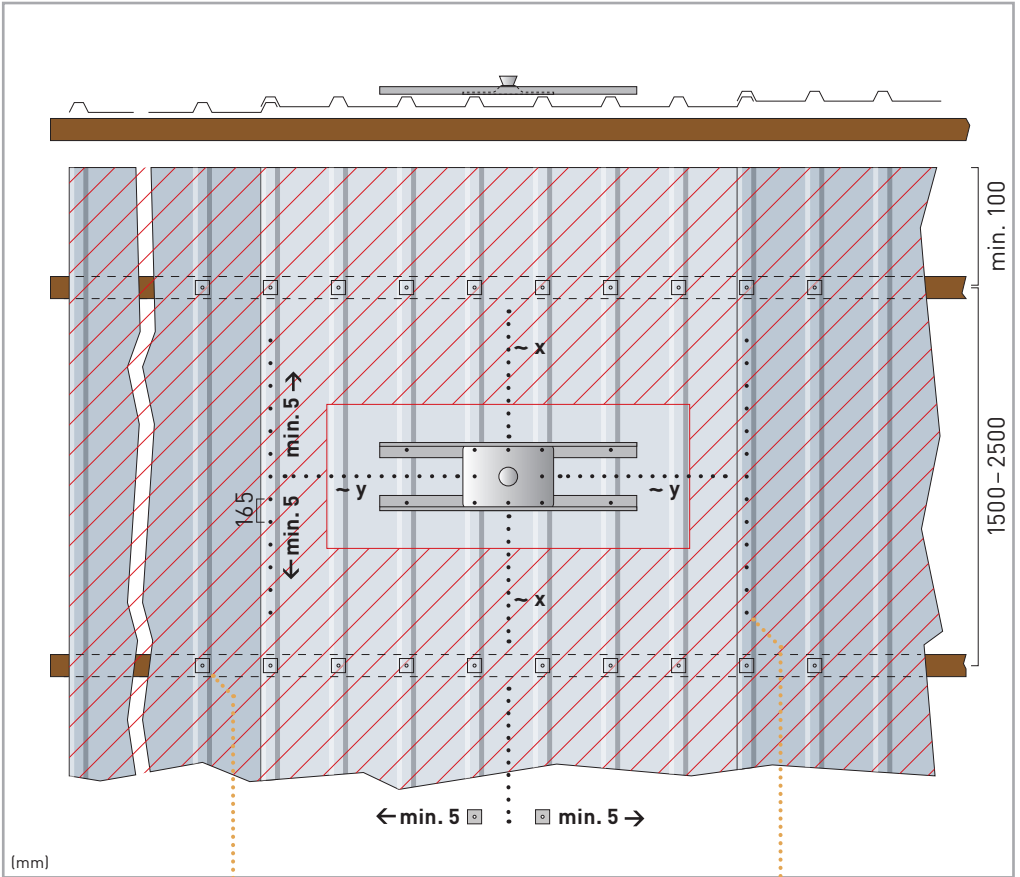 min. 100
~ x
min. 5 →
~ y
~ y
1500–2500
165
← min. 5
~ x
← min. 5
min. 5 →
(mm)